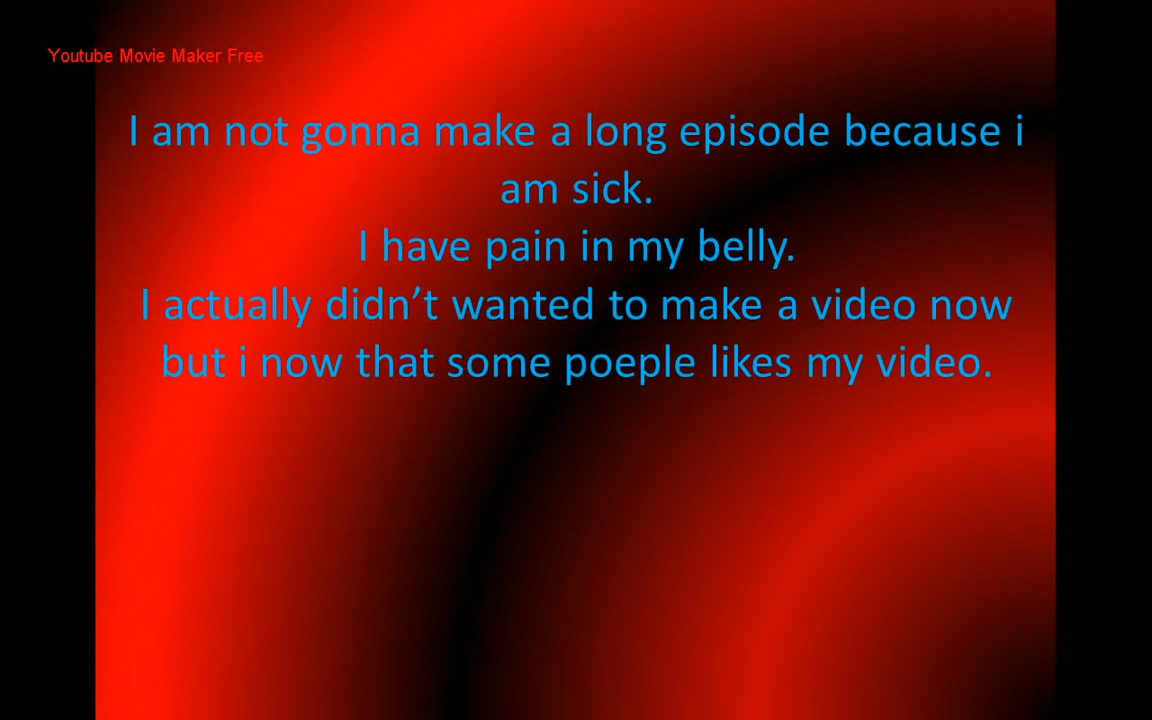 Youtube Movie Maker Free
I am not gonna make a long episode because i
am sick.
I have pain in my belly.
I actually didn’t wanted to make a video now
but i now that some poeple likes my video.